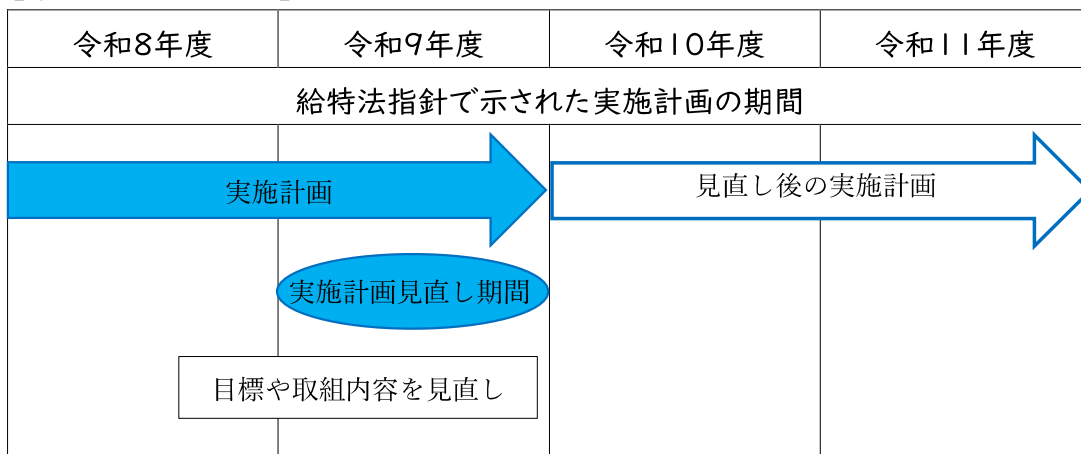 令和8年度 令和9年度 令和10年度 令和11年度
給特法指針で示された実施計画の期間
実施計画
見直し後の実施計画
実施計画見直し期間
目標や取組内容を見直し